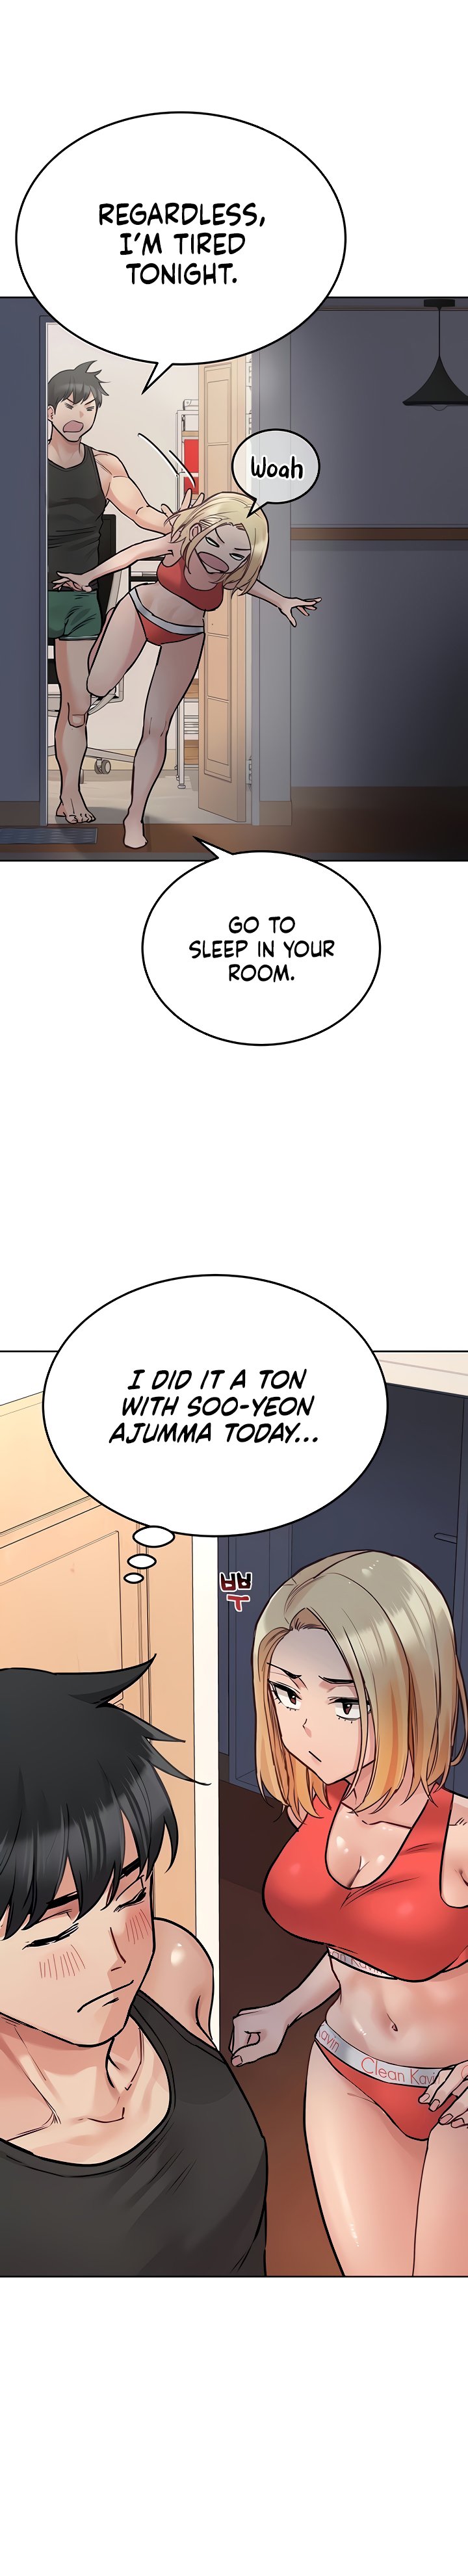 REGARDLESS,
I'M TIRED
TONIGHT.
Woah
GO TO
SLEEP IN YOUR
ROOM.
I DID IT A TON
WITH SOO-YEON
AJUMMA TODAY...
뿌
Kavin
Clean Kav